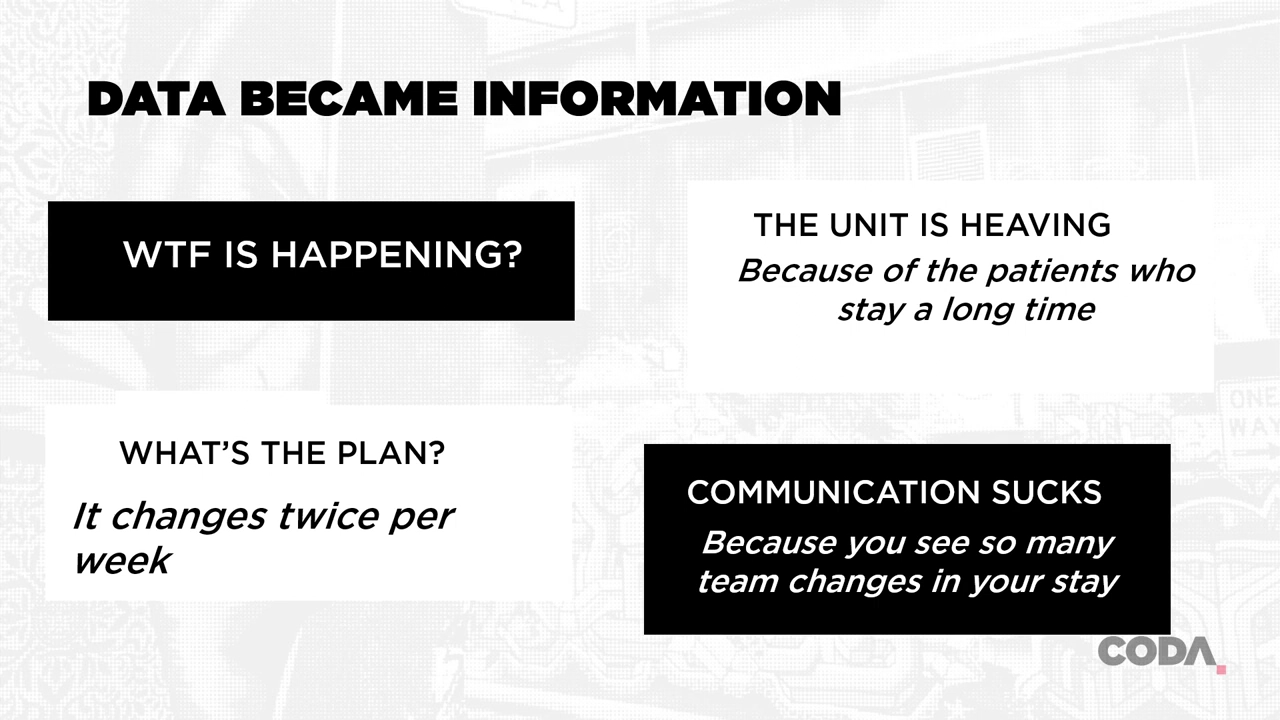 DATA BECAME INFORMATION
WTF IS HAPPENING?
THE UNIT IS HEAVING
Because of the patients who
stay a long time
WHAT'S THE PLAN?
It changes twice per
week
COMMUNICATION SUCKS
Because you see so many
team changes in your stay
ONE
WAY
CODA